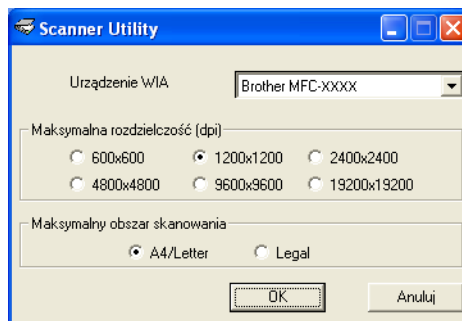 Scanner Utility
Urządzenie WIA Brother MFC-XXXX
Maksymalna rozdzielczość (dpi)
600x600 1200x1200 2400x2400
4800x4800 9600x9600 19200x19200
Maksymalny obszar skanowania
A4/Letter Legal
OK Anuluj